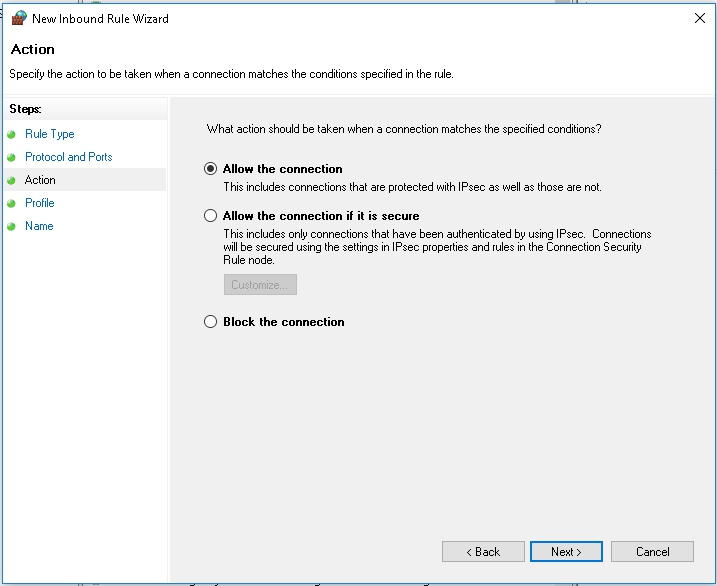 New Inbound Rule Wizard
Action
Specify the action to be taken when a connection matches the conditions specified in the rule.
Steps:
Rule Type
Protocol and Ports
Action
Profile
Name
What action should be taken when a connection matches the specified conditions?
Allow the connection
This includes connections that are protected with IPsec as well as those are not.
Allow the connection if it is secure
This includes only connections that have been authenticated by using IPsec.  Connections
will be secured using the settings in IPsec properties and rules in the Connection Security
Rule node.
Customize...
Block the connection
< Back
Next >
Cancel